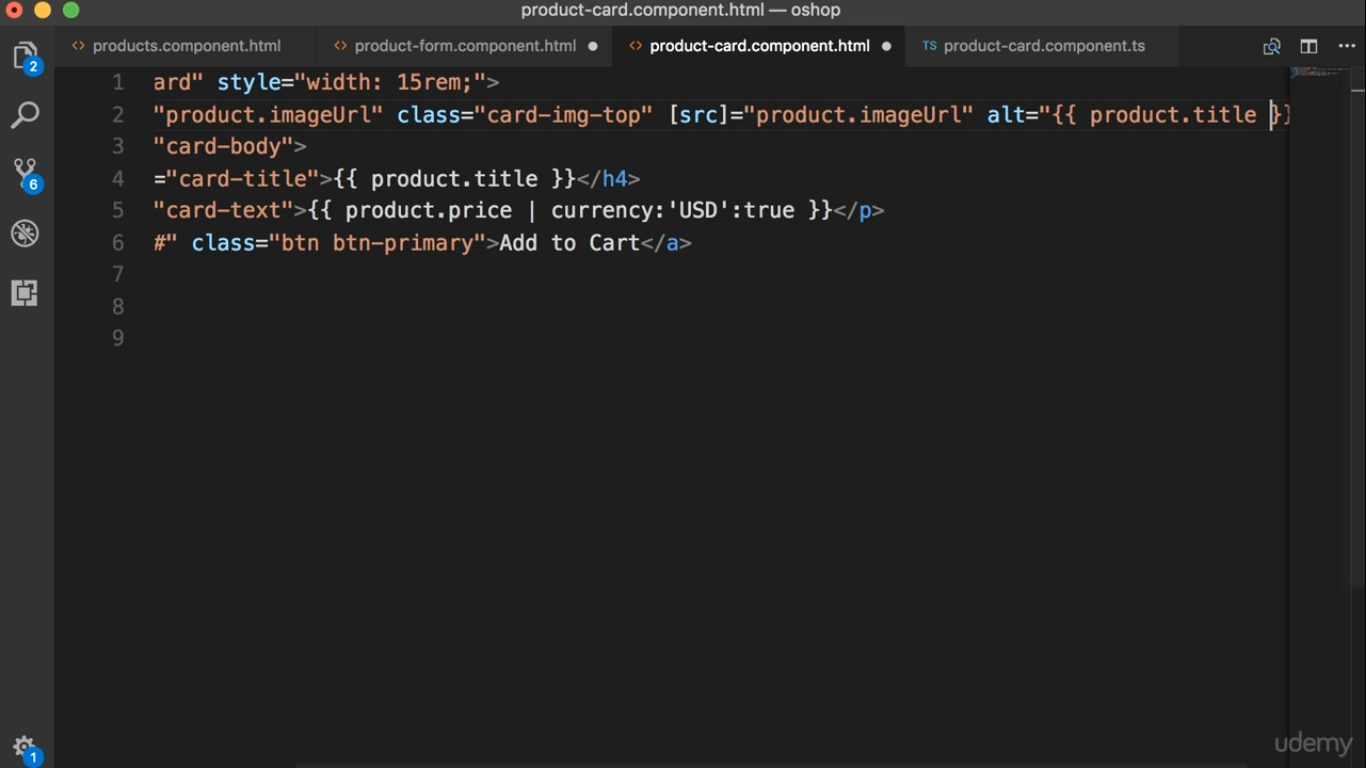 product-card.component.html — oshop
<> products.component.html <> product-form.component.html ● <> product-card.component.html ● TS product-card.component.ts
2
6
1
1 ard" style="width: 15rem;">
2 "product.imageUrl" class="card-img-top" [src]="product.imageUrl" alt="{{ product.title }}
3 "card-body">
4 ="card-title">{{ product.title }}</h4>
5 "card-text">{{ product.price | currency:'USD':true }}</p>
6 #" class="btn btn-primary">Add to Cart</a>
7
8
9
udemy